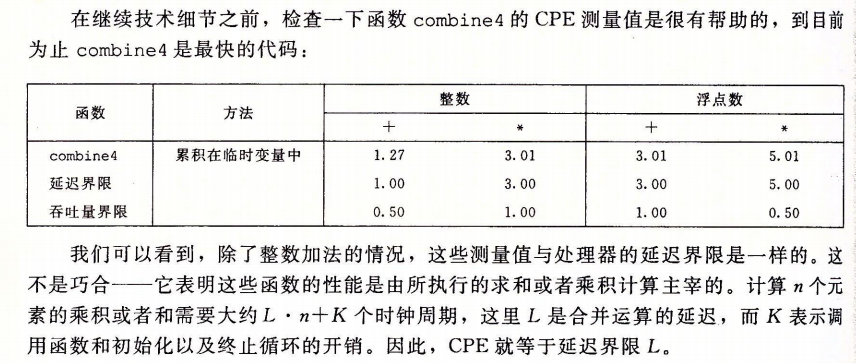 在继续技术细节之前，检查一下函数 combine4 的 CPE 测量值是很有帮助的，到目前
为止 combine4 是最快的代码：
函数 方法 整数 浮点数
+ * + *
combine4 累积在临时变量中 1.27 3.01 3.01 5.01
延迟界限 1.00 3.00 3.00 5.00
吞吐量界限 0.50 1.00 1.00 0.50
我们可以看到，除了整数加法的情况，这些测量值与处理器的延迟界限是一样的。这
不是巧合——它表明这些函数的性能是由所执行的求和或者乘积计算主宰的。计算 n 个元
素的乘积或者和需要大约 L · n+K 个时钟周期，这里 L 是合并运算的延迟，而 K 表示调
用函数和初始化以及终止循环的开销。因此，CPE 就等于延迟界限 L。